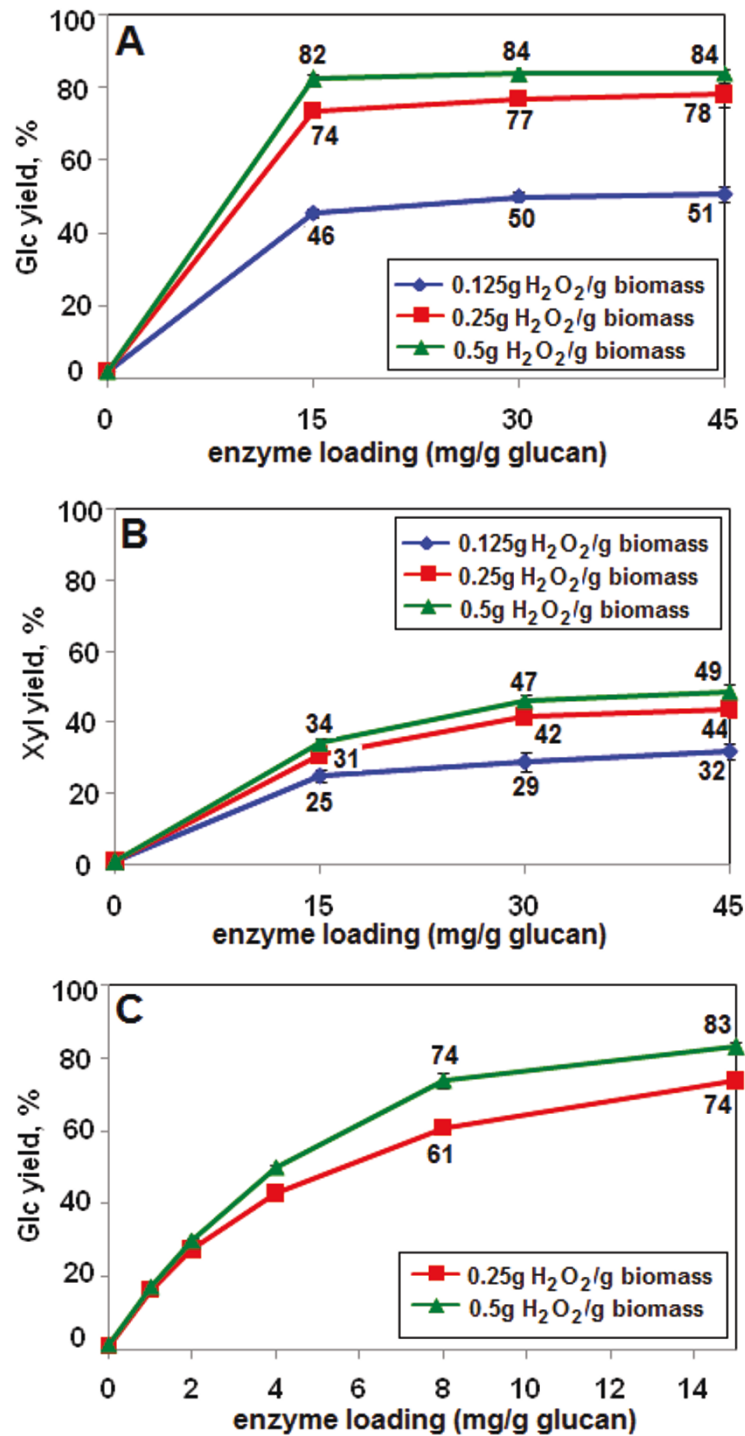 A
Glc yield, %
100
80
60
40
20
0
82
84
84
74
77
78
46
50
51
0.125g H₂O₂/g biomass
0.25g H₂O₂/g biomass
0.5g H₂O₂/g biomass
0 15 30 45
enzyme loading (mg/g glucan)
B
Xyl yield, %
100
80
60
40
20
0
0.125g H₂O₂/g biomass
0.25g H₂O₂/g biomass
0.5g H₂O₂/g biomass
34
47
49
31
42
44
25
29
32
0 15 30 45
enzyme loading (mg/g glucan)
C
Glc yield, %
100
80
60
40
20
0
74
83
61
74
0.25g H₂O₂/g biomass
0.5g H₂O₂/g biomass
0 2 4 6 8 10 12 14
enzyme loading (mg/g glucan)